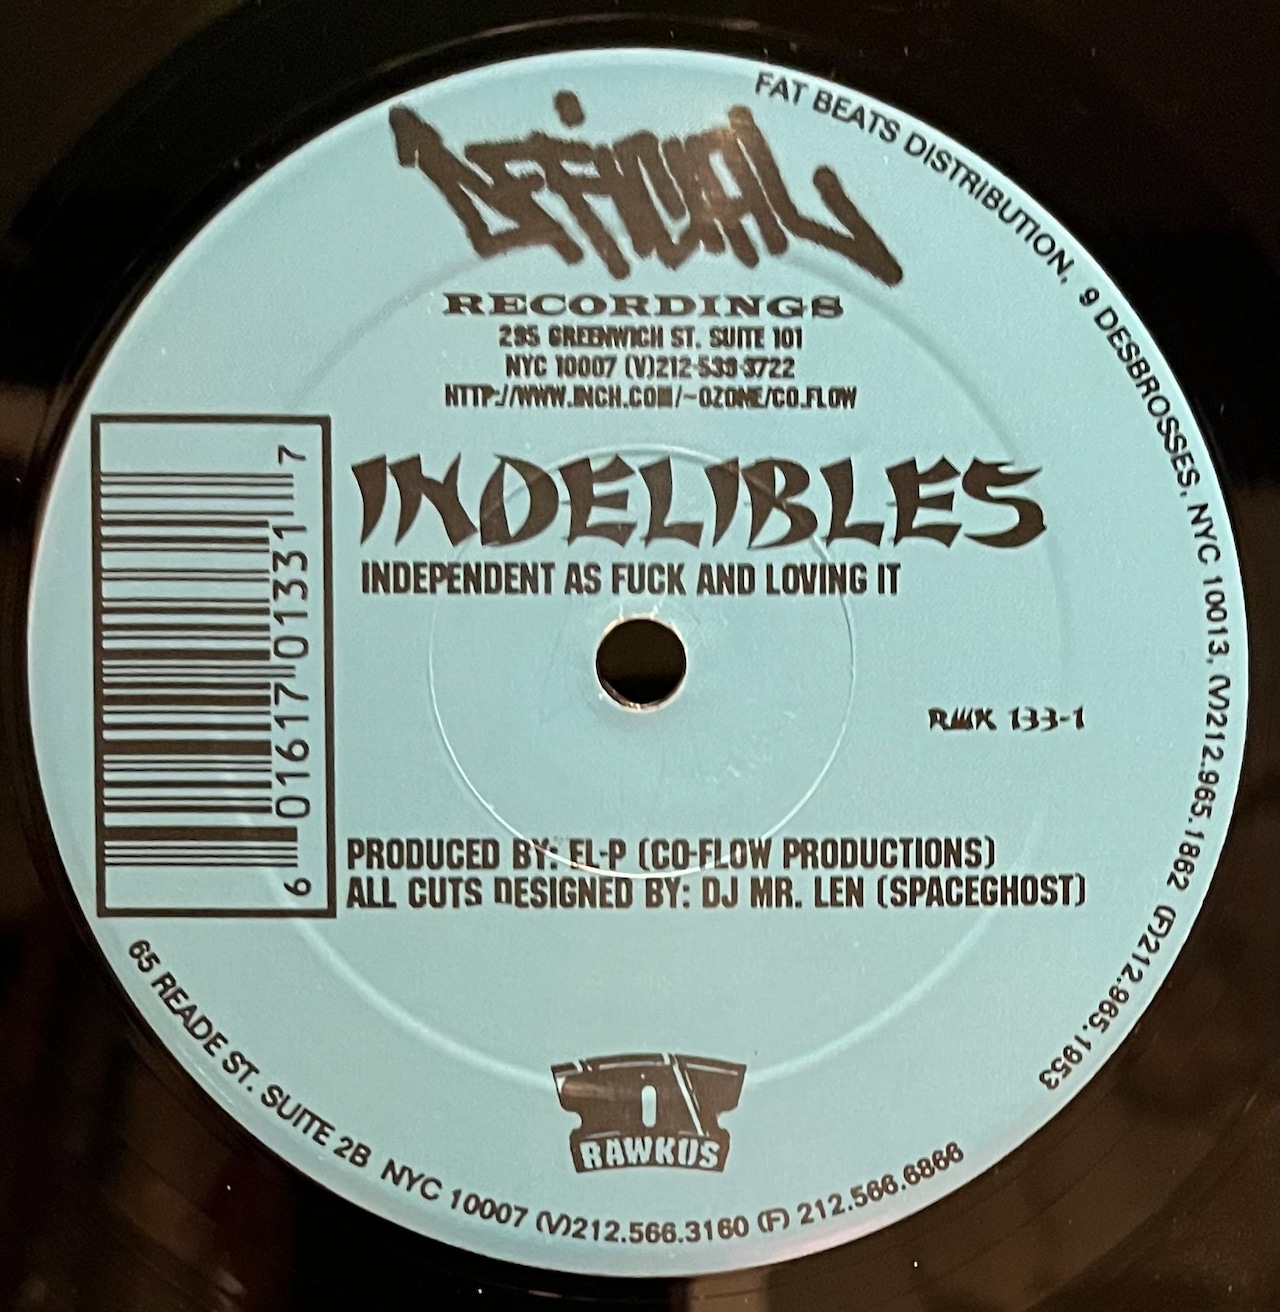 OFFICIAL
RECORDINGS
295 GREENWICH ST. SUITE 101
NYC 10007 (V)212-539-3722
HTTP://WWW.INCH.COM/~OZONE/CO.FLOW
FAT BEATS DISTRIBUTION, 9 DESBROSSES, NYC 10013, (V)212.965.1862 (F)212.965.1953
INDELIBLES
INDEPENDENT AS FUCK AND LOVING IT
6 01617 01331 7
RWK 133-1
PRODUCED BY: EL-P (CO-FLOW PRODUCTIONS)
ALL CUTS DESIGNED BY: DJ MR. LEN (SPACEGHOST)
RAWKUS
65 READE ST. SUITE 2B NYC 10007 (V)212.566.3160 (F) 212.566.6866